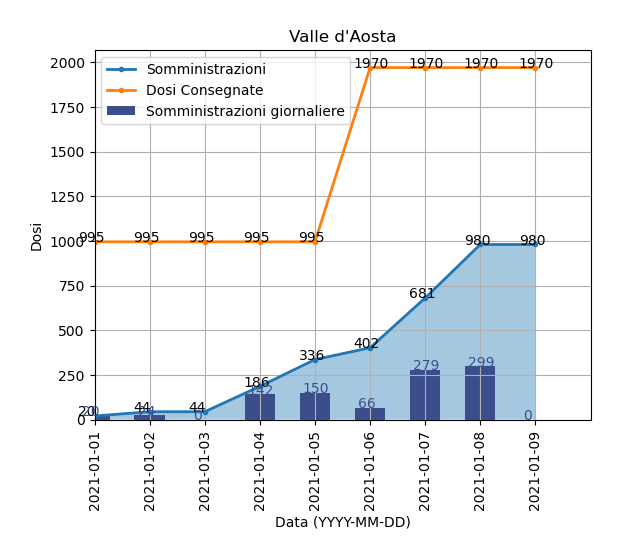 Valle d'Aosta
Somministrazioni
Dosi Consegnate
Somministrazioni giornaliere
2000
1750
1500
1250
1000
750
500
250
0
Dosi
995 995 995 995 995 1970 1970 1970 1970
20 44 44 186 336 402 681 980 980
0 142 150 66 279 299 0
2021-01-01
2021-01-02
2021-01-03
2021-01-04
2021-01-05
2021-01-06
2021-01-07
2021-01-08
2021-01-09
Data (YYYY-MM-DD)